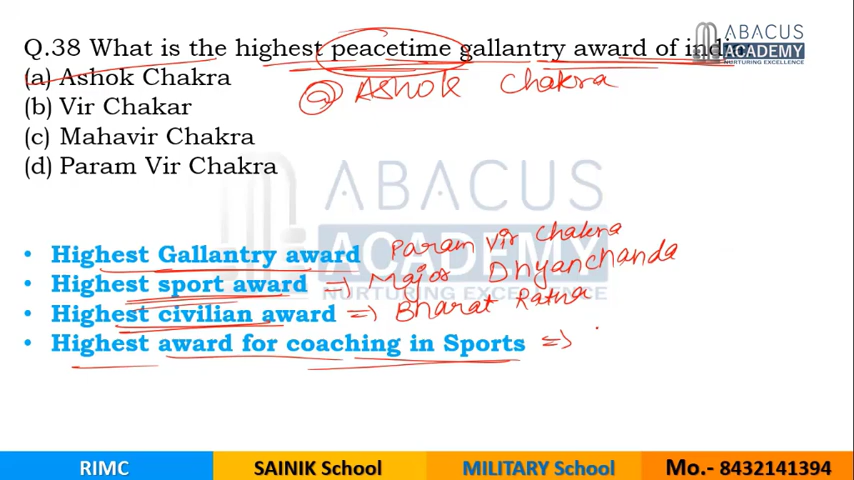 ABACUS
ACADEMY
NURTURING EXCELLENCE
Q.38 What is the highest peacetime gallantry award of
(a) Ashok Chakra
@ Ashok Chakra
(b) Vir Chakar
(c) Mahavir Chakra
(d) Param Vir Chakra
ABACUS
ACADEMY
NURTURING EXCELLENCE
• Highest Gallantry award Param Vir Chakra
• Highest sport award => Major Dhyanchanda
• Highest civilian award => Bharat Ratna
• Highest award for coaching in Sports =>
RIMC SAINIK School MILITARY School Mo.- 8432141394